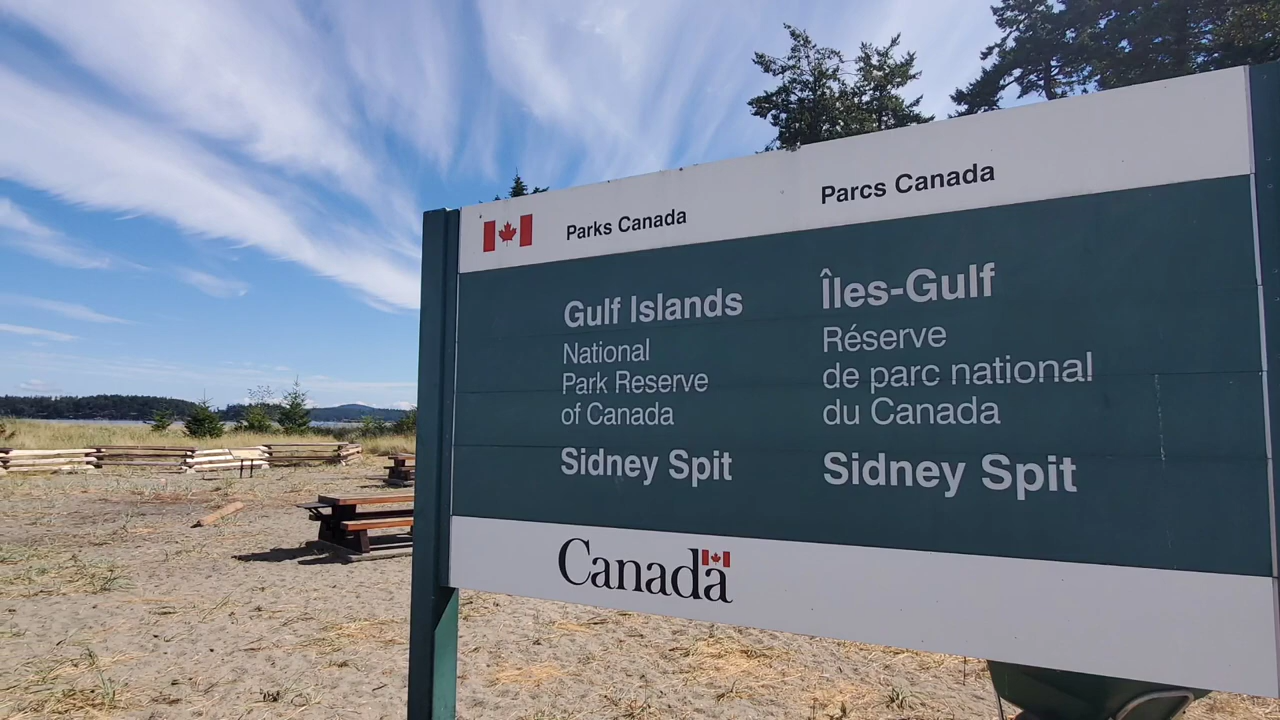 Parks Canada
Parcs Canada
Gulf Islands
National
Park Reserve
of Canada
Sidney Spit
Îles-Gulf
Réserve
de parc national
du Canada
Sidney Spit
Canada